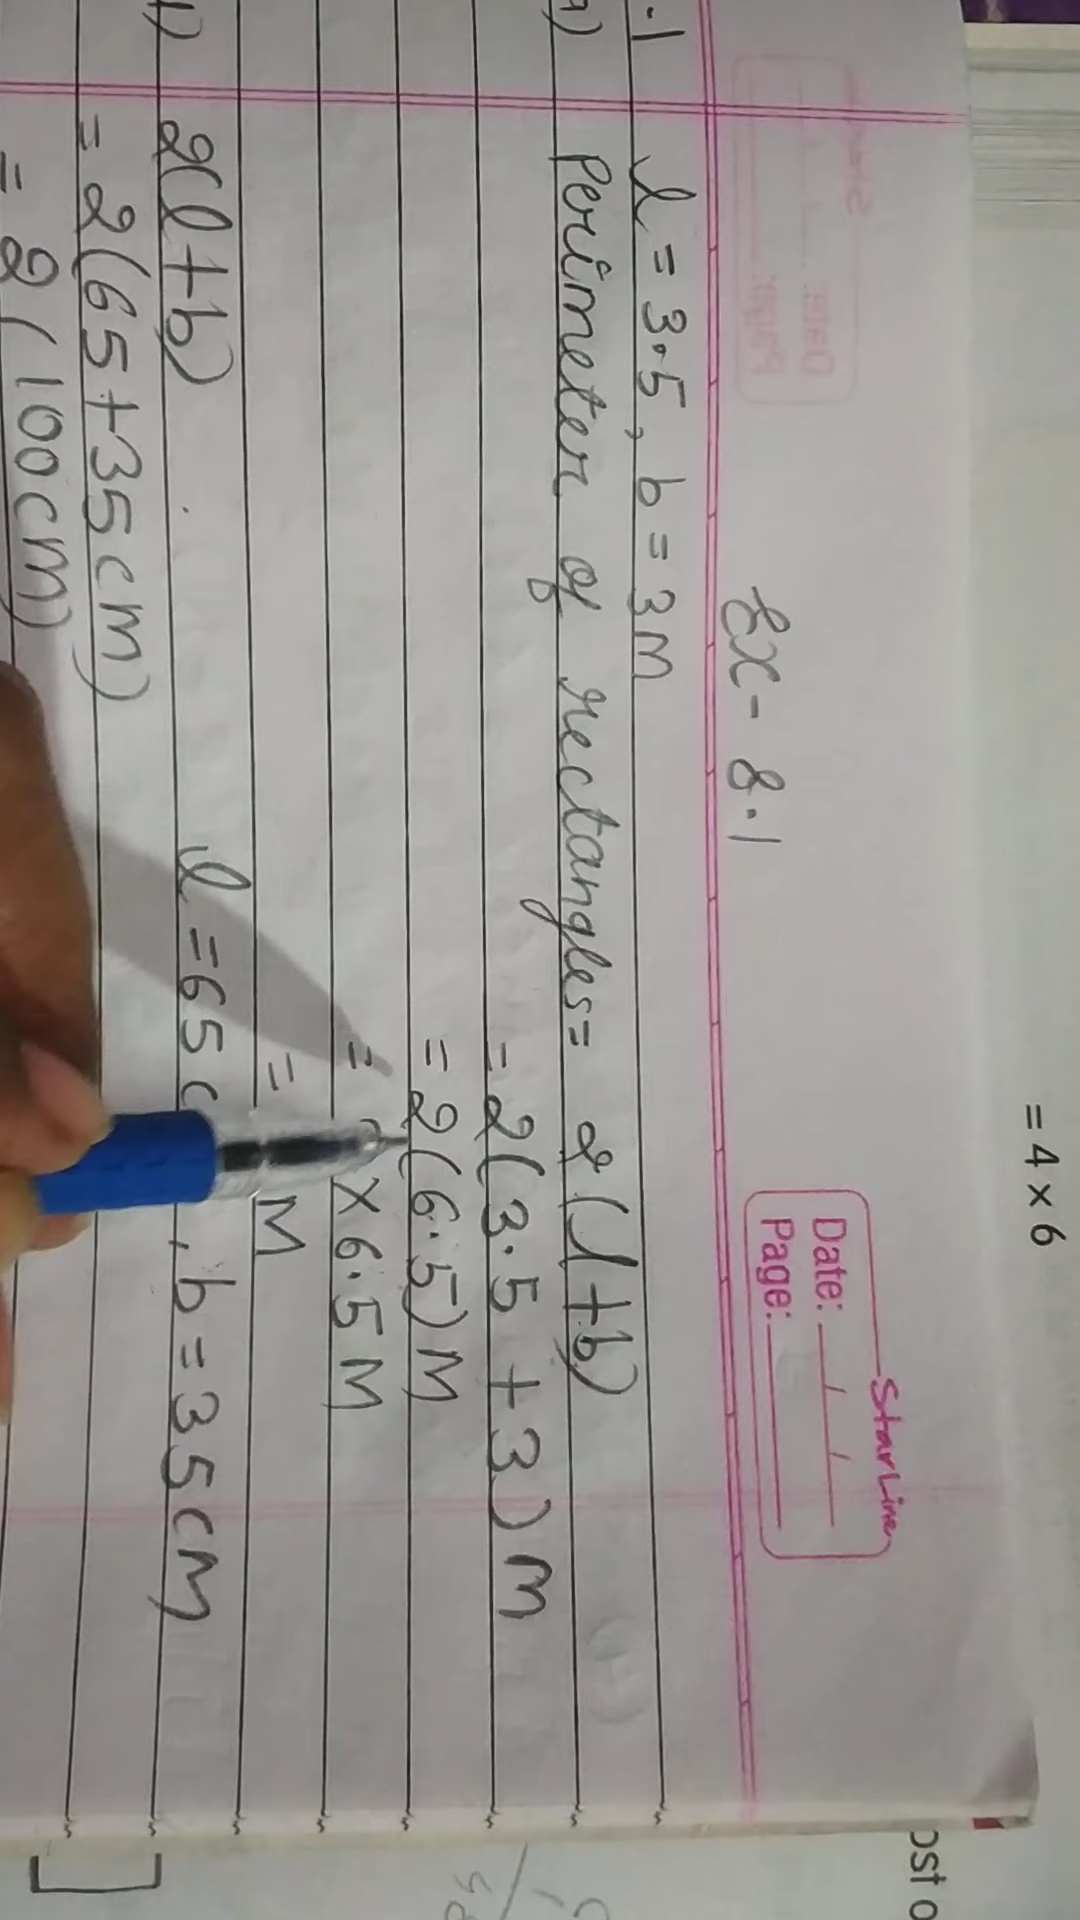 = 4 × 6
Star Line
Date:
Page:
Ex - 8.1
.1 l = 3.5, b = 3 M
Perimeter of rectangles = 2 (l + b)
= 2(3.5 + 3) M
= 2 (6.5) M
= × 6.5 M
= M
2(l + b) l = 65 c , b = 35 cm
= 2(65 + 35 cm)
= 2 (100 cm)